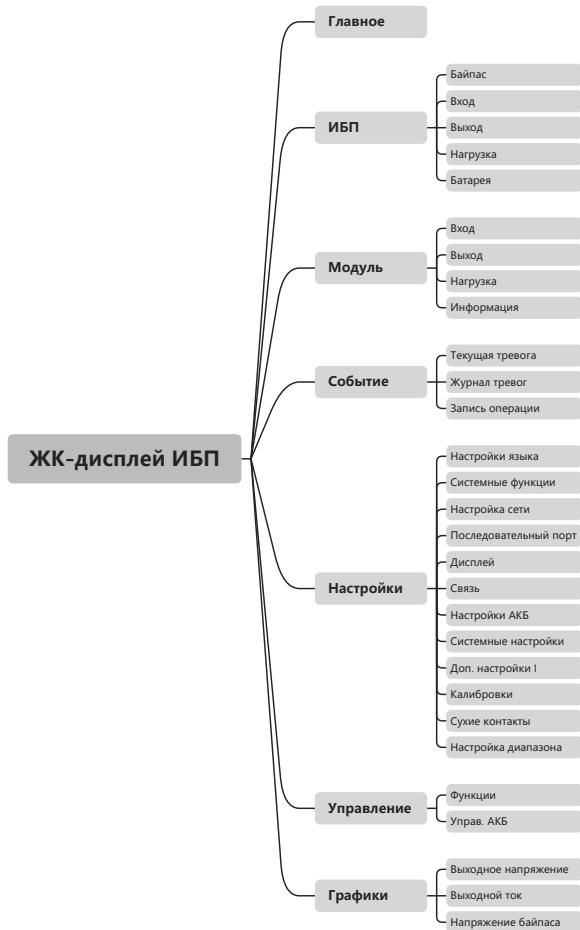 Главное
ИБП
Байпас
Вход
Выход
Нагрузка
Батарея
Модуль
Вход
Выход
Нагрузка
Информация
Событие
Текущая тревога
Журнал тревог
Запись операции
ЖК-дисплей ИБП
Настройки
Настройки языка
Системные функции
Настройка сети
Последовательный порт
Дисплей
Связь
Настройки АКБ
Системные настройки
Доп. настройки 1
Калибровки
Сухие контакты
Настройка диапазона
Управление
Функции
Управ. АКБ
Графики
Выходное напряжение
Выходной ток
Напряжение байпаса